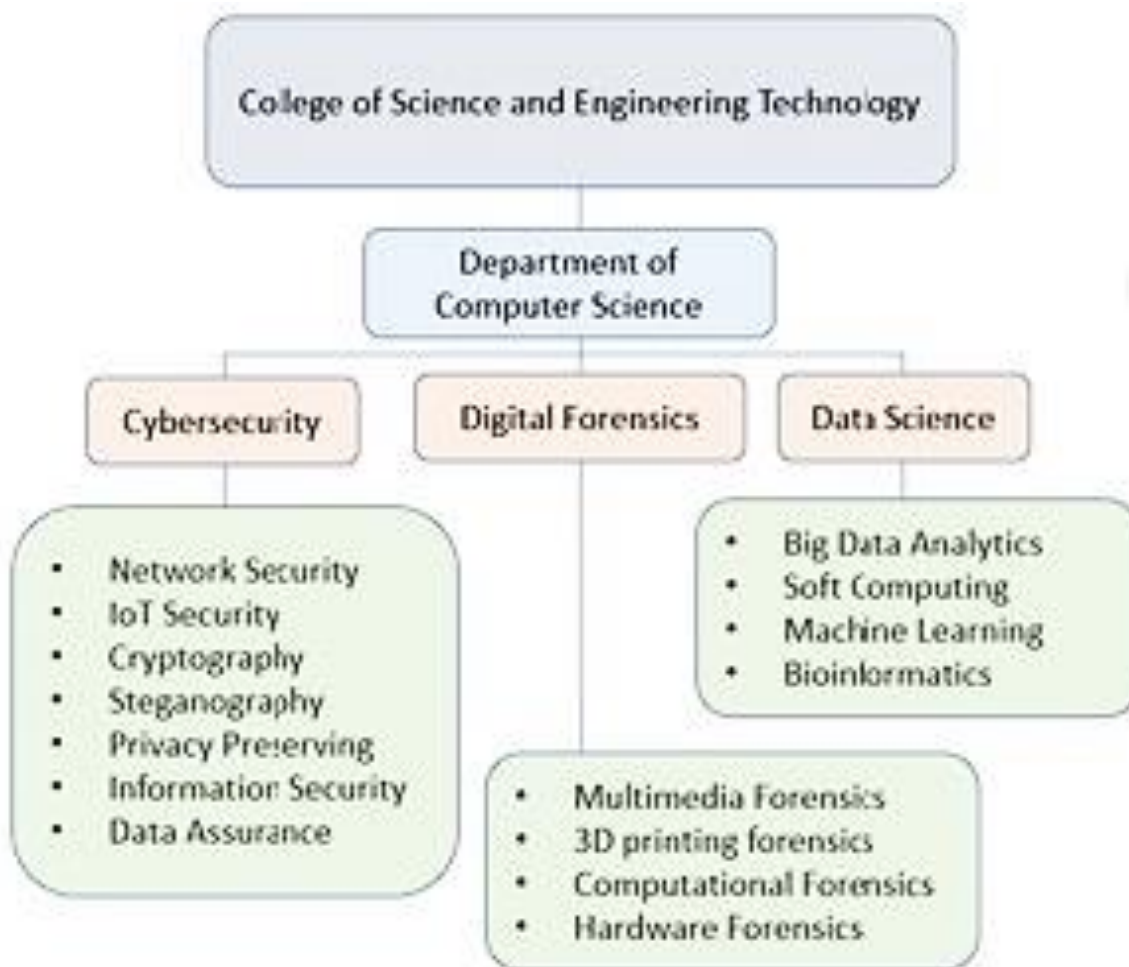 College of Science and Engineering Technology
Department of
Computer Science
Cybersecurity
Digital Forensics
Data Science
• Network Security
• IoT Security
• Cryptography
• Steganography
• Privacy Preserving
• Information Security
• Data Assurance
• Big Data Analytics
• Soft Computing
• Machine Learning
• Bioinformatics
• Multimedia Forensics
• 3D printing forensics
• Computational Forensics
• Hardware Forensics